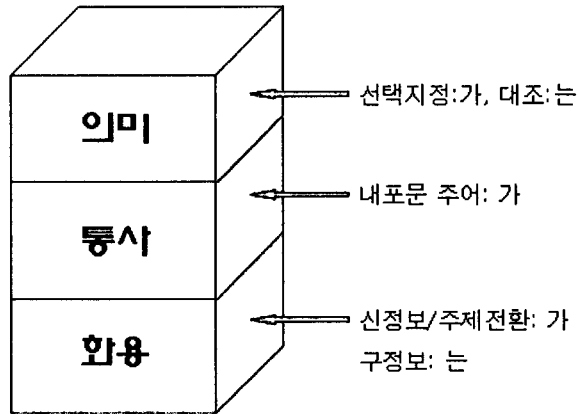 의미
선택지정:가, 대조:는
통사
내포문 주어: 가
화용
신정보/주제전환: 가
구정보: 는